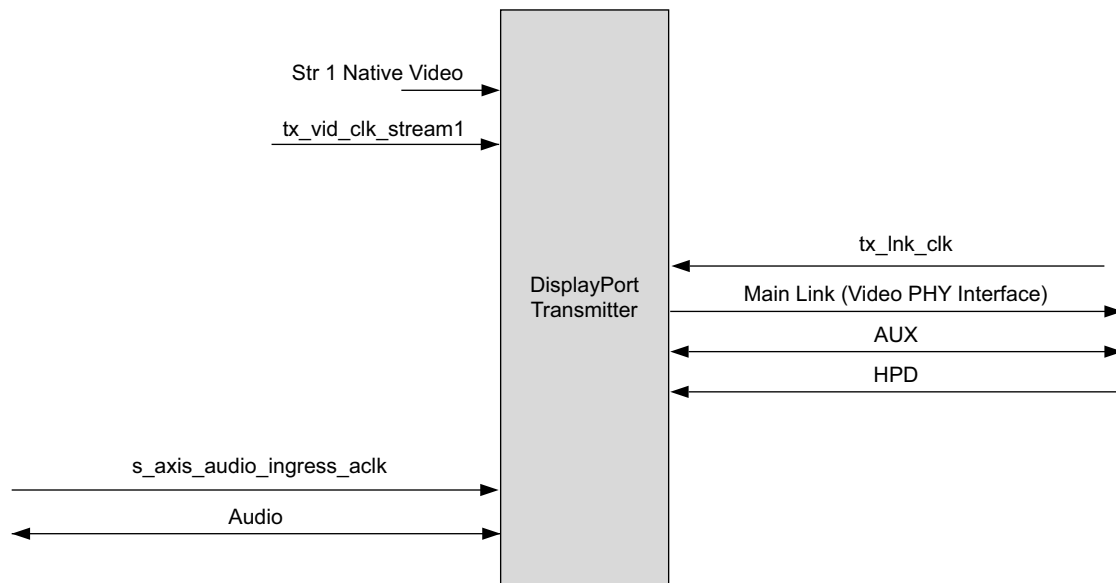 Str 1 Native Video
tx_vid_clk_stream1
tx_lnk_clk
DisplayPort
Transmitter
Main Link (Video PHY Interface)
AUX
HPD
s_axis_audio_ingress_aclk
Audio